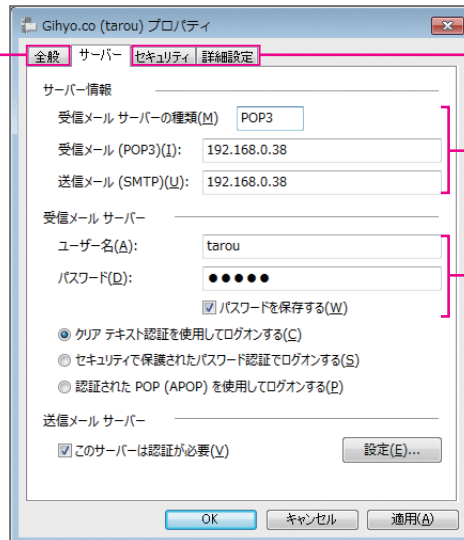 Gihyo.co (tarou) プロパティ
全般 サーバー セキュリティ 詳細設定
サーバー情報
受信メール サーバーの種類(M) POP3
受信メール (POP3)(I): 192.168.0.38
送信メール (SMTP)(U): 192.168.0.38
受信メール サーバー
ユーザー名(A): tarou
パスワード(D): ●●●●●
パスワードを保存する(W)
クリア テキスト認証を使用してログオンする(C)
セキュリティで保護されたパスワード認証でログオンする(S)
認証された POP (APOP) を使用してログオンする(P)
送信メール サーバー
このサーバーは認証が必要(V) 設定(E)...
OK キャンセル 適用(A)